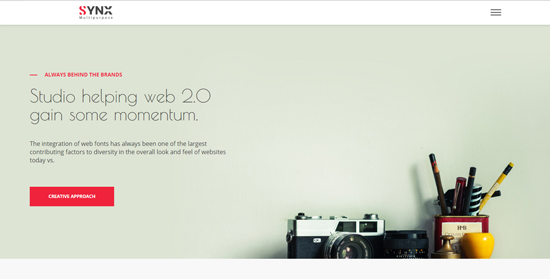 SYNX
Multipurpose
ALWAYS BEHIND THE BRANDS
Studio helping web 2.0
gain some momentum.
The integration of web fonts has always been one of the largest
contributing factors to diversity in the overall look and feel of websites
today vs.
CREATIVE APPROACH